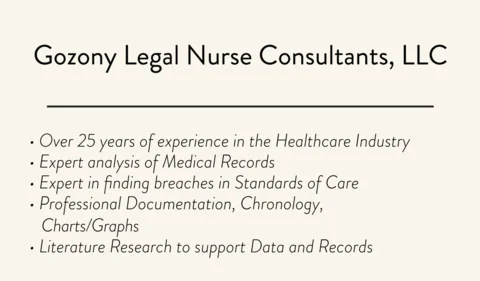 Gozony Legal Nurse Consultants, LLC
• Over 25 years of experience in the Healthcare Industry
• Expert analysis of Medical Records
• Expert in finding breaches in Standards of Care
• Professional Documentation, Chronology,
Charts/Graphs
• Literature Research to support Data and Records